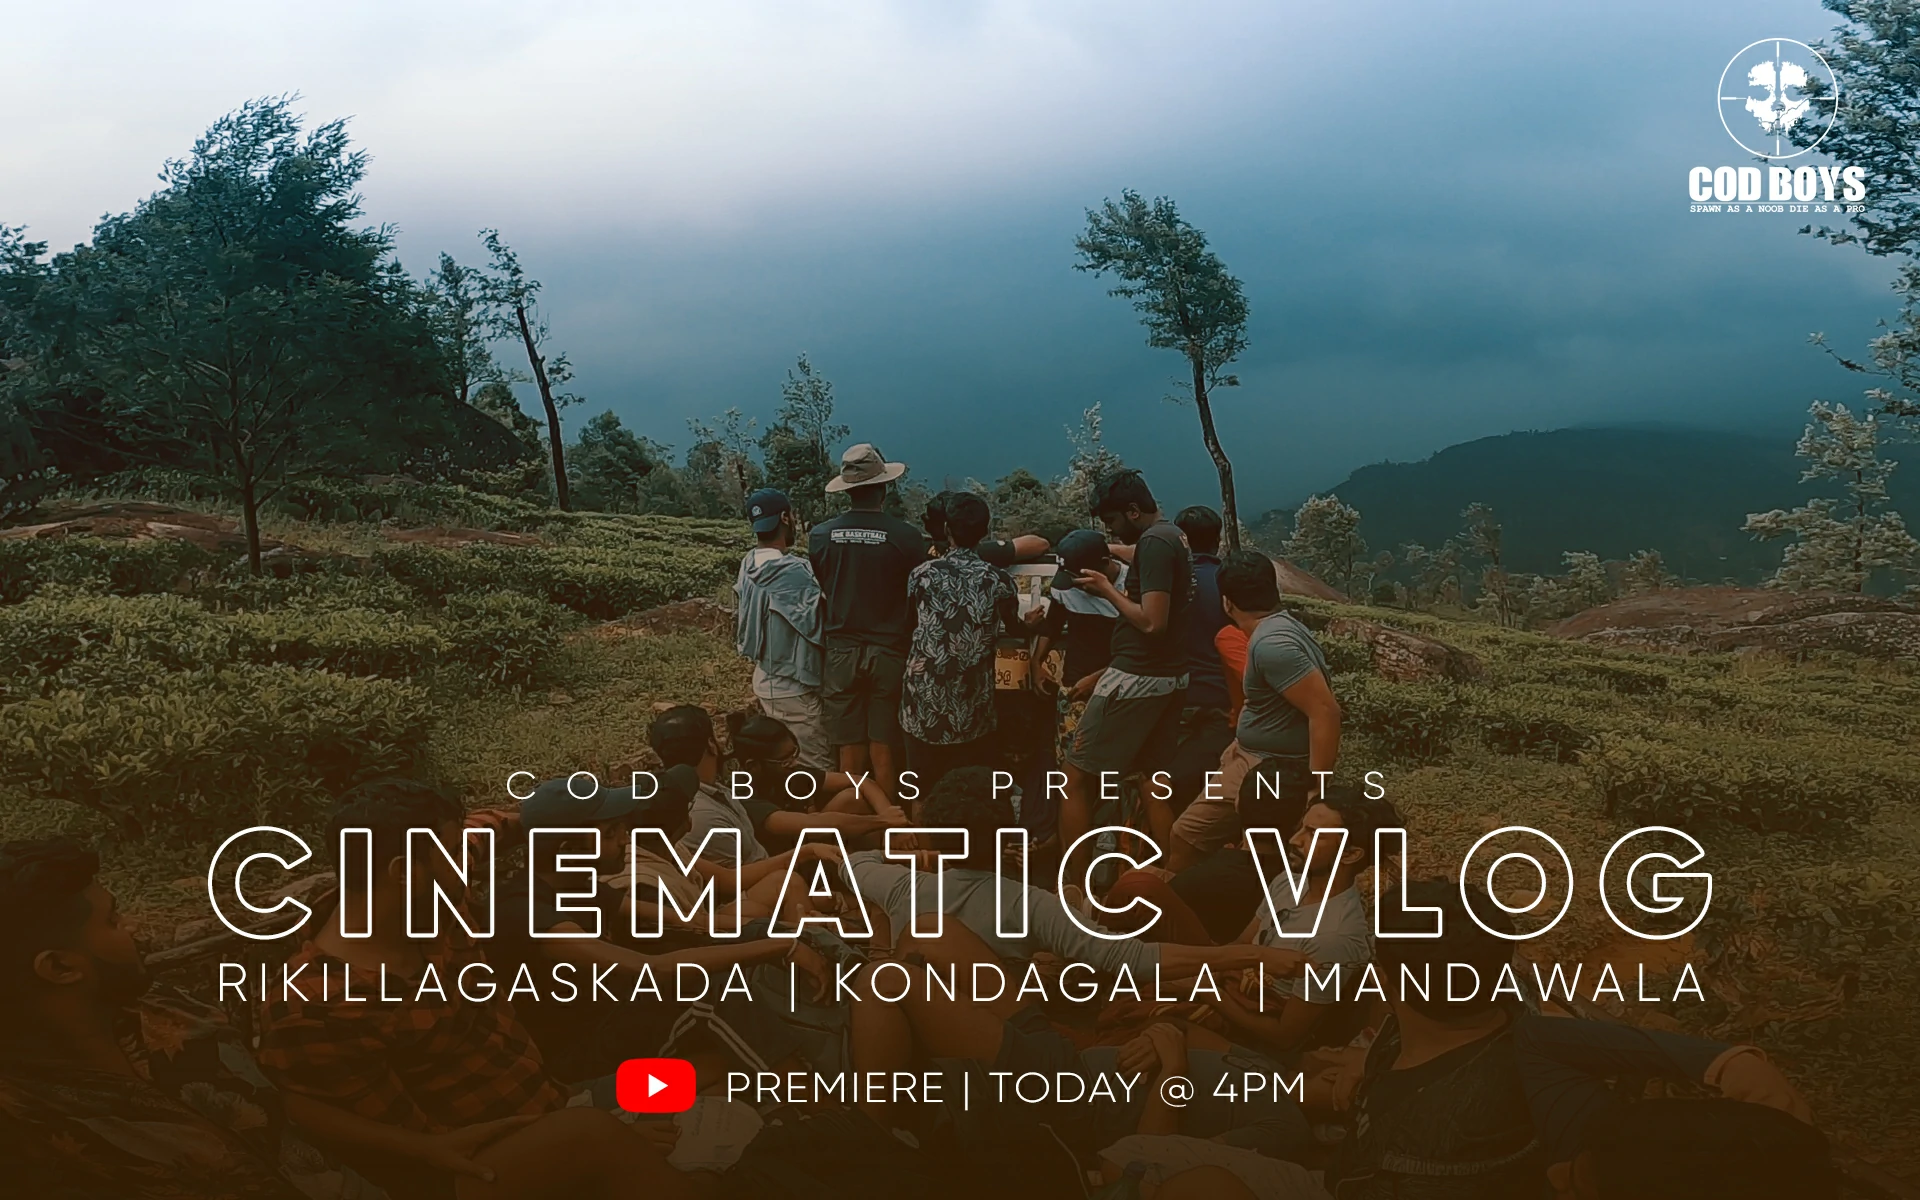 COD BOYS
SPAWN AS A NOOB DIE AS A PRO
COD BOYS PRESENTS
CINEMATIC VLOG
RIKILLAGASKADA | KONDAGALA | MANDAWALA
PREMIERE | TODAY @ 4PM